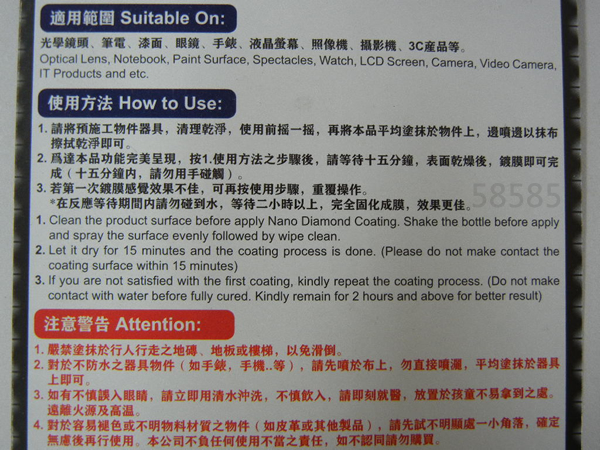 適用範圍 Suitable On:
光學鏡頭、筆電、漆面、眼鏡、手錶、液晶螢幕、照像機、攝影機、3C産品等。
Optical Lens, Notebook, Paint Surface, Spectacles, Watch, LCD Screen, Camera, Video Camera,
IT Products and etc.
使用方法 How to Use:
1. 請將預施工物件器具，清理乾淨，使用前摇一摇，再將本品平均塗抹於物件上，邊噴邊以抹布
擦拭乾淨即可。
2. 爲達本品功能完美呈現，按1.使用方法之步驟後，請等待十五分鐘，表面乾燥後，鍍膜即可完
成（十五分鐘内，請勿用手碰觸）。
3. 若第一次鍍膜感覺效果不佳，可再按使用步驟，重覆操作。
*在反應等待期間内請勿碰到水，等待二小時以上，完全固化成膜，效果更佳。
58585
1. Clean the product surface before apply Nano Diamond Coating. Shake the bottle before apply
and spray the surface evenly followed by wipe clean.
2. Let it dry for 15 minutes and the coating process is done. (Please do not make contact the
coating surface within 15 minutes)
3. If you are not satisfied with the first coating, kindly repeat the coating process. (Do not make
contact with water before fully cured. Kindly remain for 2 hours and above for better result)
注意警告 Attention:
1. 嚴禁塗抹於行人行走之地磚、地板或樓梯，以免滑倒。
2. 對於不防水之器具物件（如手錶，手機..等），請先噴於布上，勿直接噴灑，平均塗抹於器具
上即可。
3. 如有不慎誤入眼睛，請立即用清水沖洗，不慎飲入，請即刻就醫，放置於孩童不易拿到之處。
遠離火源及高温。
4. 對於容易褪色或不明物料材質之物件（如皮革或其他製品），請先試不明顯處一小角落，確定
無慮後再行使用。本公司不負任何使用不當之責任，如不認同請勿購買。